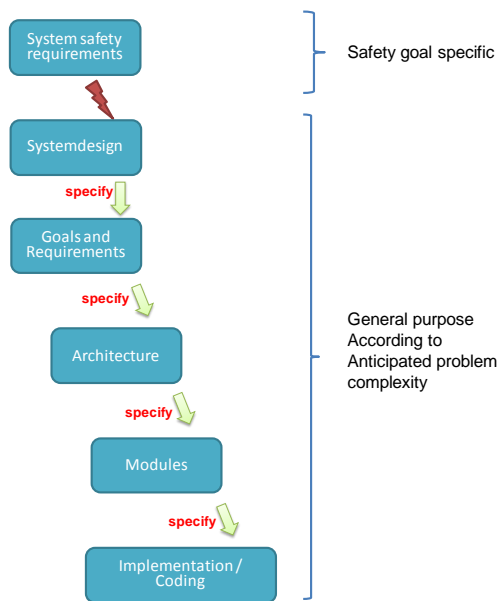 System safety
requirements
Safety goal specific
Systemdesign
specify
Goals and
Requirements
specify
Architecture
General purpose
According to
Anticipated problem
complexity
specify
Modules
specify
Implementation /
Coding